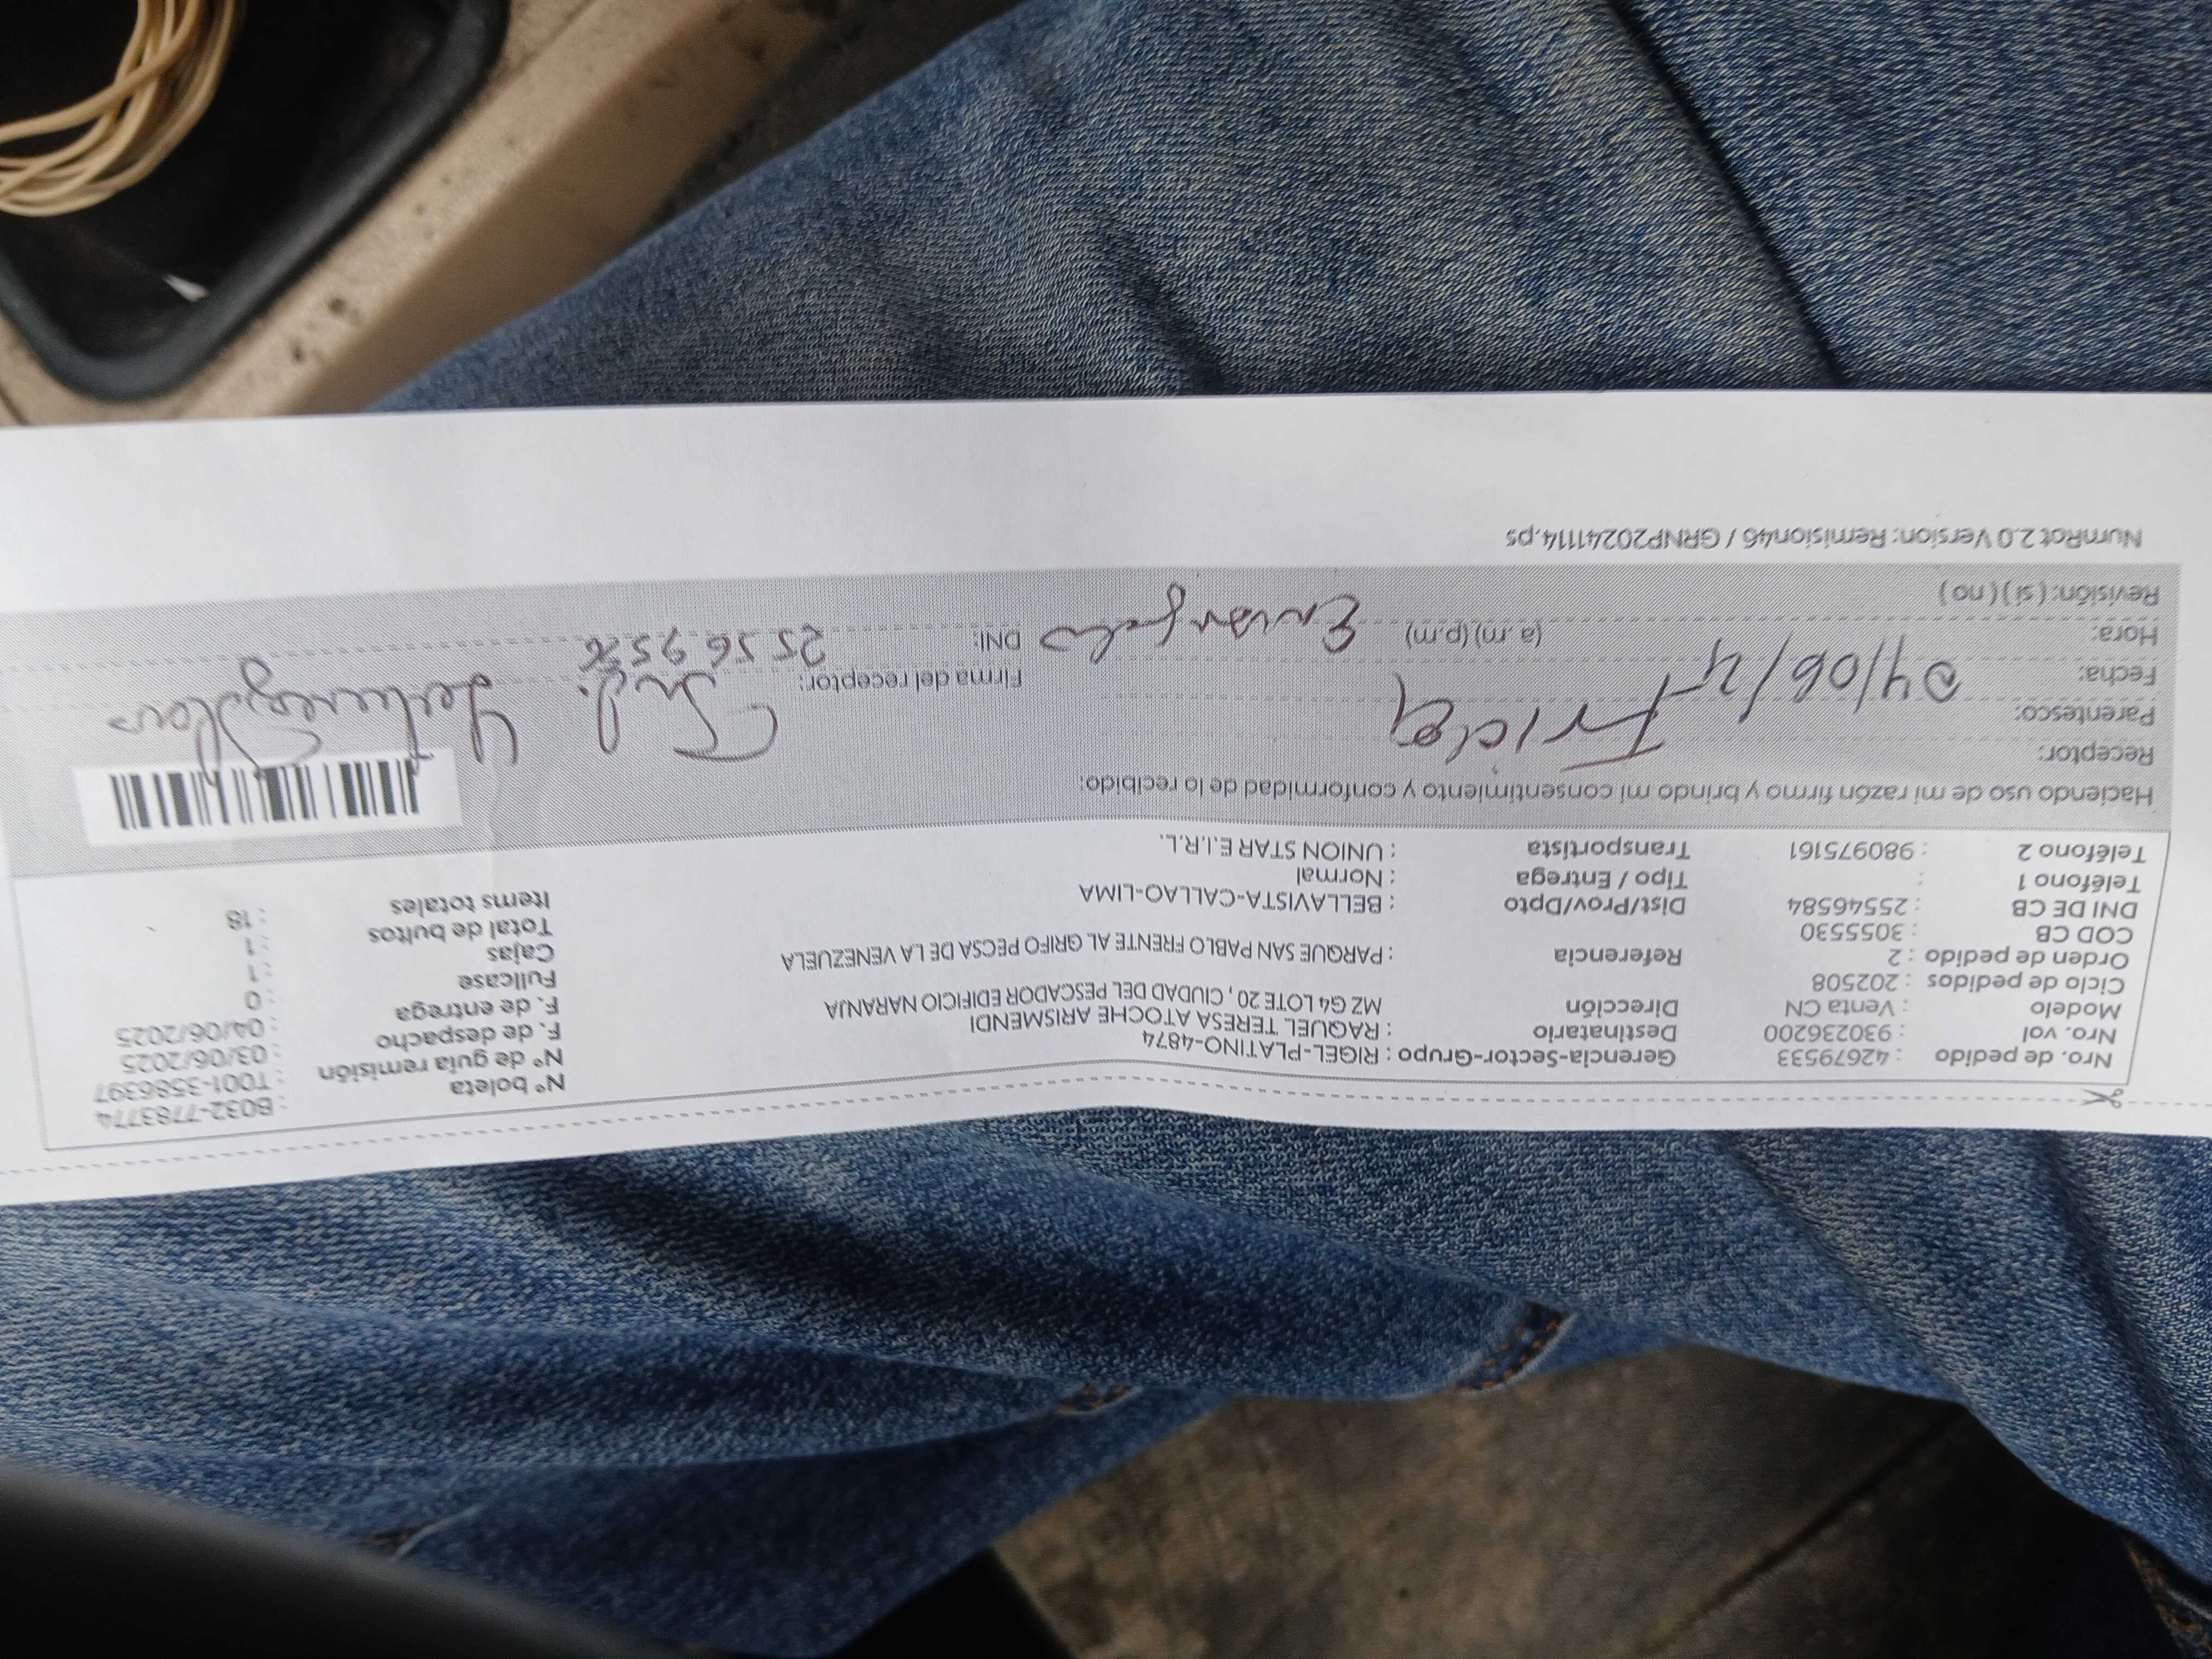 Nro. de pedido : 42679533 Gerencia-Sector-Grupo : RIGEL-PLATINO-4874 N° boleta : B032-7783774
Nro. vol : 930236200 Destinatario : RAQUEL TERESA ATOCHE ARISMENDI N° de guía remisión : T001-3586397
Modelo : Venta CN Dirección MZ G4 LOTE 20, CIUDAD DEL PESCADOR EDIFICIO NARANJA F. de despacho : 03/06/2025
Ciclo de pedidos : 202508 F. de entrega : 04/06/2025
Orden de pedido : 2 Referencia : PARQUE SAN PABLO FRENTE AL GRIFO PECSA DE LA VENEZUELA Fullcase : 0
COD CB : 3055530 Cajas : 1
DNI DE CB : 25546584 Dist/Prov/Dpto : BELLAVISTA-CALLAO-LIMA Total de bultos : 1
Teléfono 1 : Tipo / Entrega : Normal Items totales : 18
Teléfono 2 : 980975161 Transportista : UNION STAR E.I.R.L.
Haciendo uso de mi razón firmo y brindo mi consentimiento y conformidad de lo recibido:
Receptor:
Parentesco:
Fecha: 04/06/25 Firma del receptor:
Hora: (a.m) (p.m) DNI:
Revisión: (si) (no)
NumRot 2.0 Version: Remision46 / GRNP20241114.ps